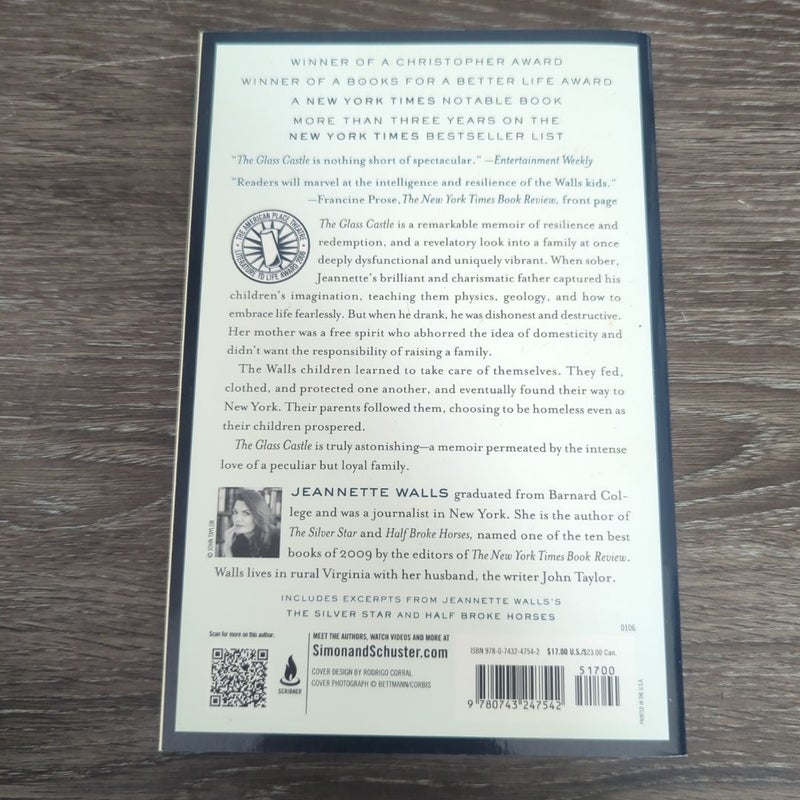 WINNER OF A CHRISTOPHER AWARD
WINNER OF A BOOKS FOR A BETTER LIFE AWARD
A NEW YORK TIMES NOTABLE BOOK
MORE THAN THREE YEARS ON THE
NEW YORK TIMES BESTSELLER LIST
"The Glass Castle is nothing short of spectacular." —Entertainment Weekly
"Readers will marvel at the intelligence and resilience of the Walls kids."
—Francine Prose, The New York Times Book Review, front page
THE AMERICAN PLACE THEATRE
LITERATURE TO LIFE AWARD 2005
The Glass Castle is a remarkable memoir of resilience and
redemption, and a revelatory look into a family at once
deeply dysfunctional and uniquely vibrant. When sober,
Jeannette's brilliant and charismatic father captured his
children's imagination, teaching them physics, geology, and how to
embrace life fearlessly. But when he drank, he was dishonest and destructive.
Her mother was a free spirit who abhorred the idea of domesticity and
didn't want the responsibility of raising a family.
The Walls children learned to take care of themselves. They fed,
clothed, and protected one another, and eventually found their way to
New York. Their parents followed them, choosing to be homeless even as
their children prospered.
The Glass Castle is truly astonishing—a memoir permeated by the intense
love of a peculiar but loyal family.
© JOHN TAYLOR
JEANNETTE WALLS graduated from Barnard Col-
lege and was a journalist in New York. She is the author of
The Silver Star and Half Broke Horses, named one of the ten best
books of 2009 by the editors of The New York Times Book Review.
Walls lives in rural Virginia with her husband, the writer John Taylor.
INCLUDES EXCERPTS FROM JEANNETTE WALLS'S
THE SILVER STAR AND HALF BROKE HORSES
0106
Scan for more on this author.
SCRIBNER
MEET THE AUTHORS, WATCH VIDEOS AND MORE AT
SimonandSchuster.com
COVER DESIGN BY RODRIGO CORRAL
COVER PHOTOGRAPH © BETTMANN/CORBIS
ISBN 978-0-7432-4754-2 $17.00 U.S./$23.00 Can.
51700
9 780743 247542
PRINTED IN THE U.S.A.